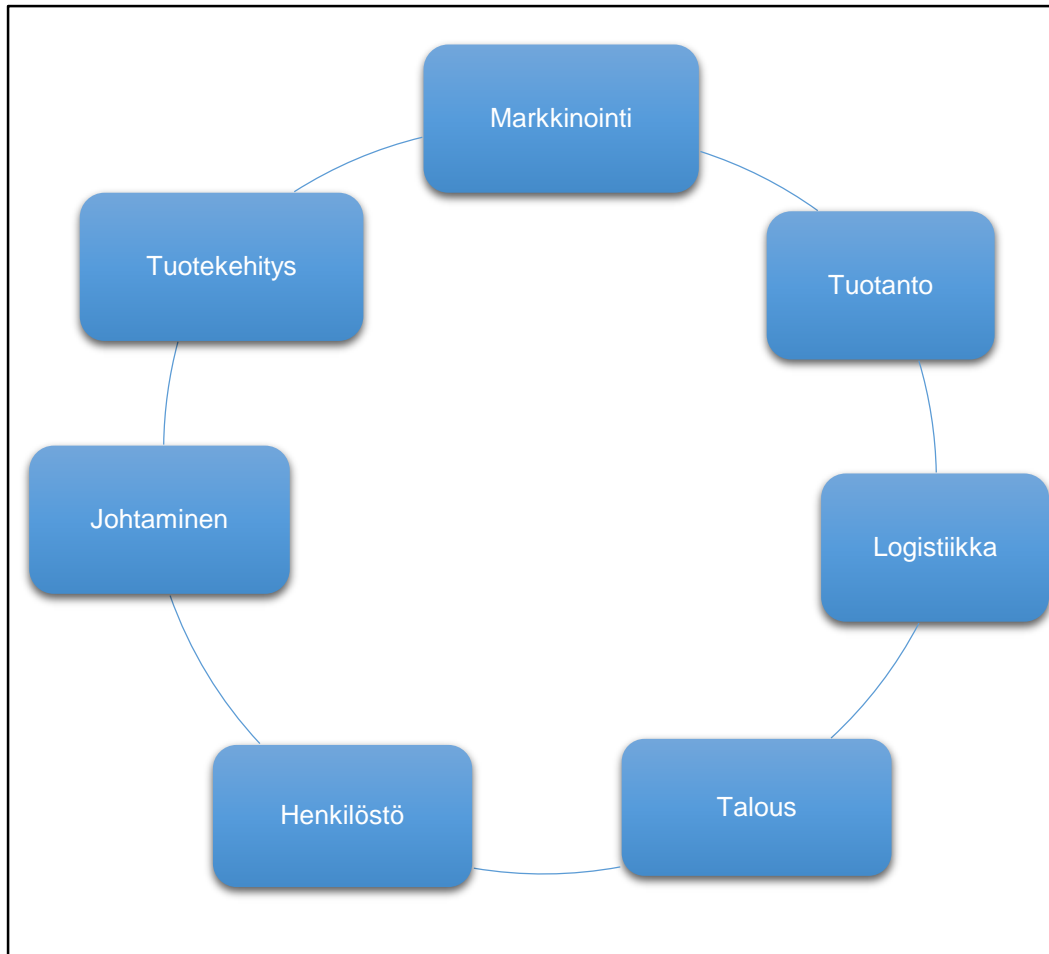 Markkinointi
Tuotanto
Logistiikka
Talous
Henkilöstö
Johtaminen
Tuotekehitys